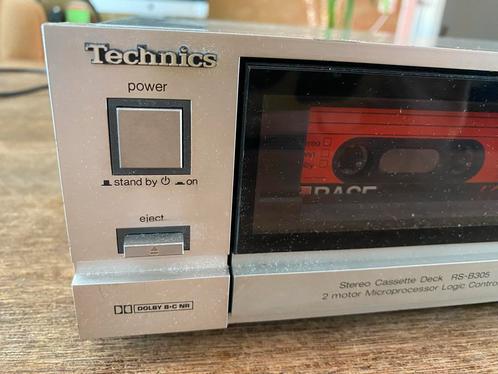 Technics
power
stand by on
eject
DOLBY B-C NR
BASF
Stereo Cassette Deck RS-B305
2 motor Microprocessor Logic Control